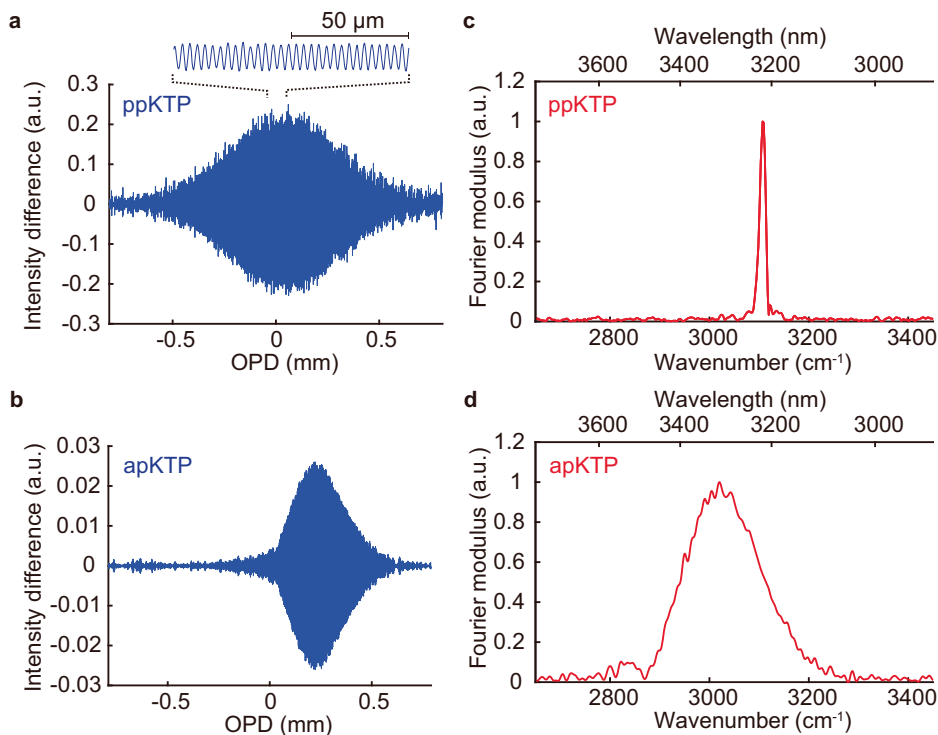 a
50 μm
ppKTP
Intensity difference (a.u.)
0.3
0.2
0.1
0
-0.1
-0.2
-0.3
-0.5 0 0.5
OPD (mm)
b
apKTP
Intensity difference (a.u.)
0.03
0.02
0.01
0
-0.01
-0.02
-0.03
-0.5 0 0.5
OPD (mm)
c
Wavelength (nm)
3600 3400 3200 3000
ppKTP
Fourier modulus (a.u.)
1.2
1
0.8
0.6
0.4
0.2
0
2800 3000 3200 3400
Wavenumber (cm⁻¹)
d
Wavelength (nm)
3600 3400 3200 3000
apKTP
Fourier modulus (a.u.)
1.2
1
0.8
0.6
0.4
0.2
0
2800 3000 3200 3400
Wavenumber (cm⁻¹)